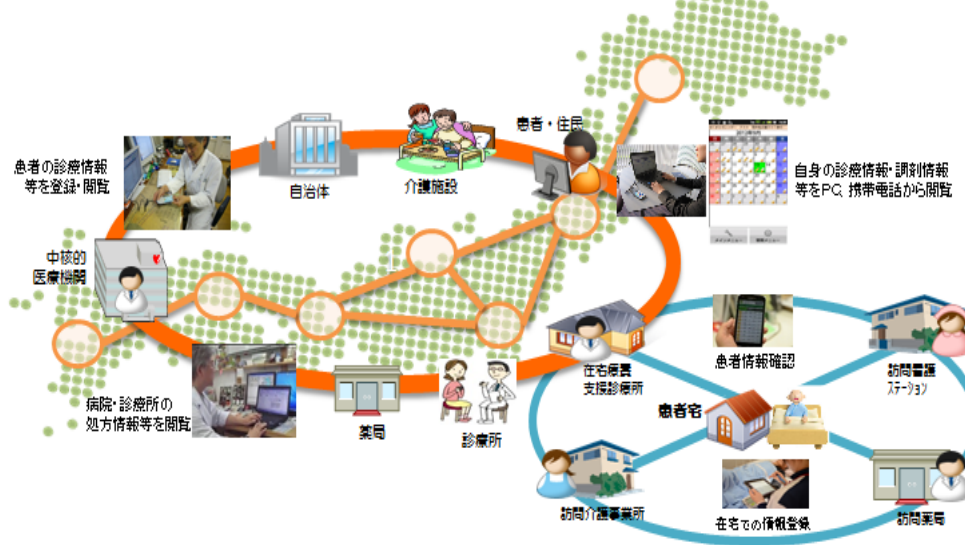 患者・住民
介護施設
自治体
患者の診療情報
等を登録・閲覧
自身の診療情報・調剤情報
等をPC、携帯電話から閲覧
中核的
医療機関
在宅療養
支援診療所
患者情報確認
訪問看護
ステーション
患者宅
病院・診療所の
処方情報等を閲覧
薬局
診療所
訪問介護事業所
在宅での情報登録
訪問薬局